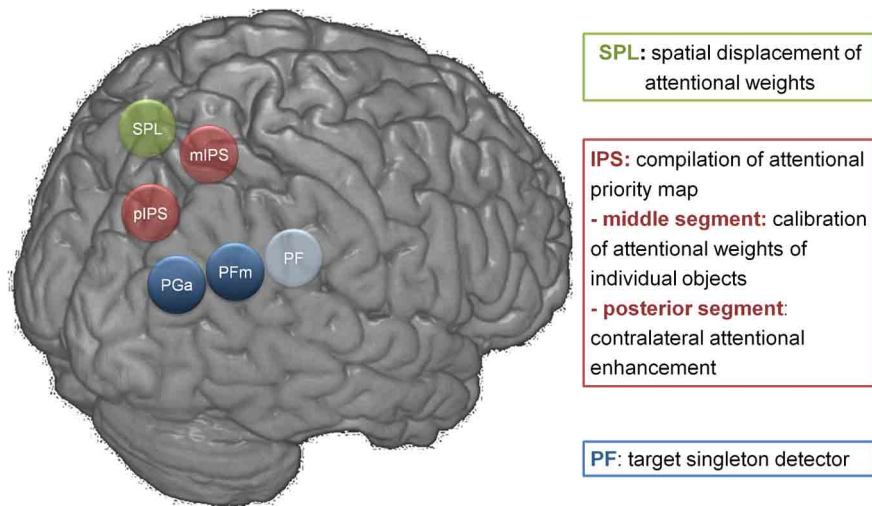 SPL
mIPS
pIPS
PGa
PFm
PF
SPL: spatial displacement of
attentional weights
IPS: compilation of attentional
priority map
- middle segment: calibration
of attentional weights of
individual objects
- posterior segment:
contralateral attentional
enhancement
PF: target singleton detector